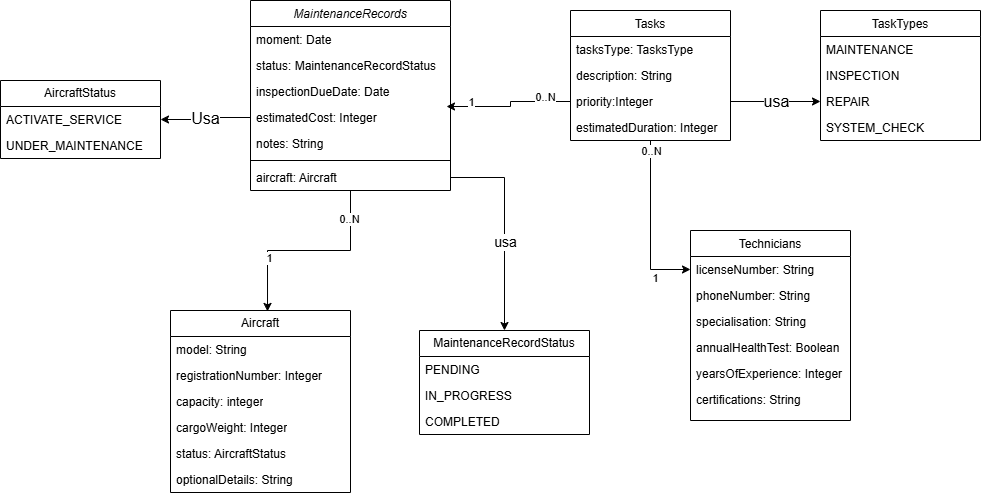 MaintenanceRecords
moment: Date
status: MaintenanceRecordStatus
inspectionDueDate: Date
estimatedCost: Integer
notes: String
aircraft: Aircraft
Tasks
tasksType: TasksType
description: String
priority:Integer
estimatedDuration: Integer
TaskTypes
MAINTENANCE
INSPECTION
REPAIR
SYSTEM_CHECK
AircraftStatus
ACTIVATE_SERVICE
UNDER_MAINTENANCE
Usa
1
0..N
usa
0..N
1
0..N
1
usa
Technicians
licenseNumber: String
phoneNumber: String
specialisation: String
annualHealthTest: Boolean
yearsOfExperience: Integer
certifications: String
Aircraft
model: String
registrationNumber: Integer
capacity: integer
cargoWeight: Integer
status: AircraftStatus
optionalDetails: String
MaintenanceRecordStatus
PENDING
IN_PROGRESS
COMPLETED